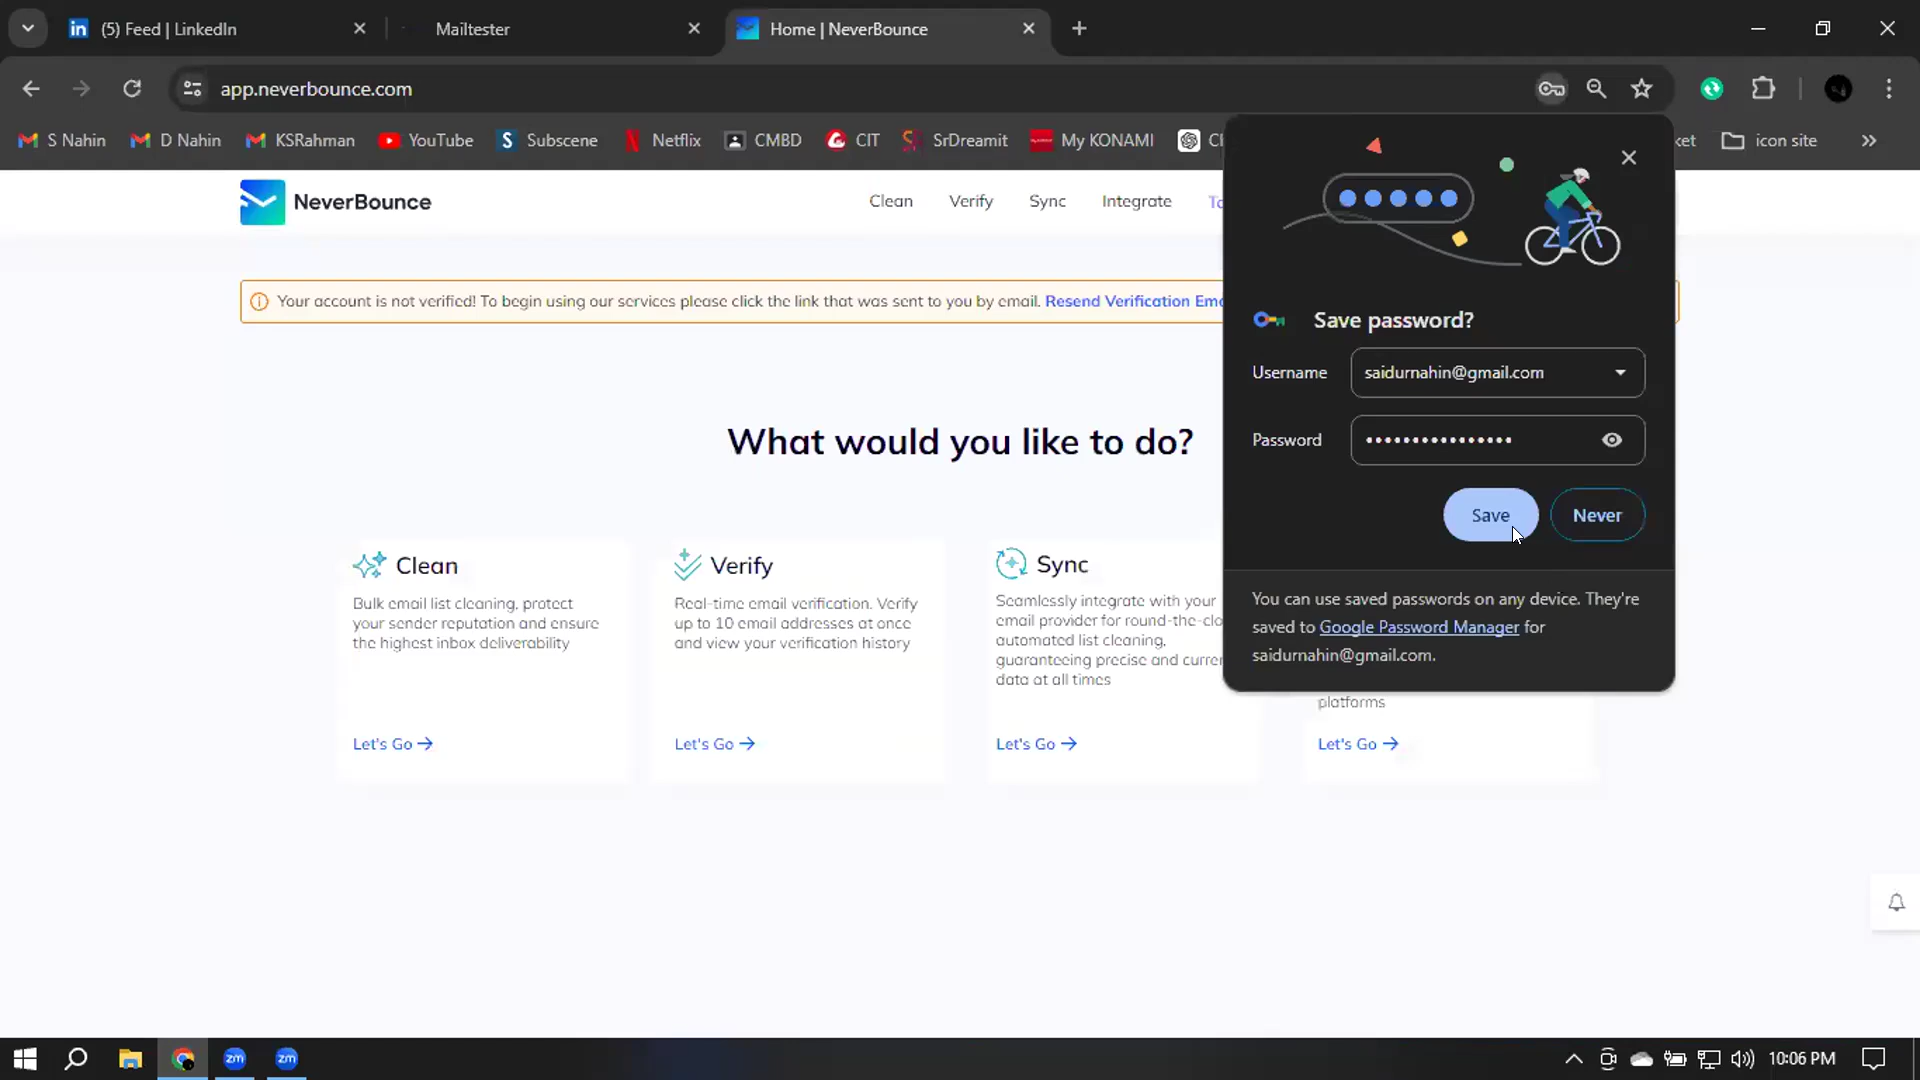 (5) Feed | LinkedIn
Mailtester
Home | NeverBounce
app.neverbounce.com
S Nahin
D Nahin
KSRahman
YouTube
Subscene
Netflix
CMBD
CIT
SrDreamit
My KONAMI
icon site
NeverBounce
Clean
Verify
Sync
Integrate
Your account is not verified! To begin using our services please click the link that was sent to you by email. Resend Verification
What would you like to do?
Clean
Bulk email list cleaning, protect
your sender reputation and ensure
the highest inbox deliverability
Let's Go
Verify
Real-time email verification. Verify
up to 10 email addresses at once
and view your verification history
Let's Go
Sync
Seamlessly integrate with your
email provider for
automated list cleaning,
guaranteeing precise and
data at all times
Let's Go
platforms
Let's Go
Save password?
Username
saidurnahin@gmail.com
Password
Save
Never
You can use saved passwords on any device. They're
saved to Google Password Manager for
saidurnahin@gmail.com.
zm
zm
10:06 PM